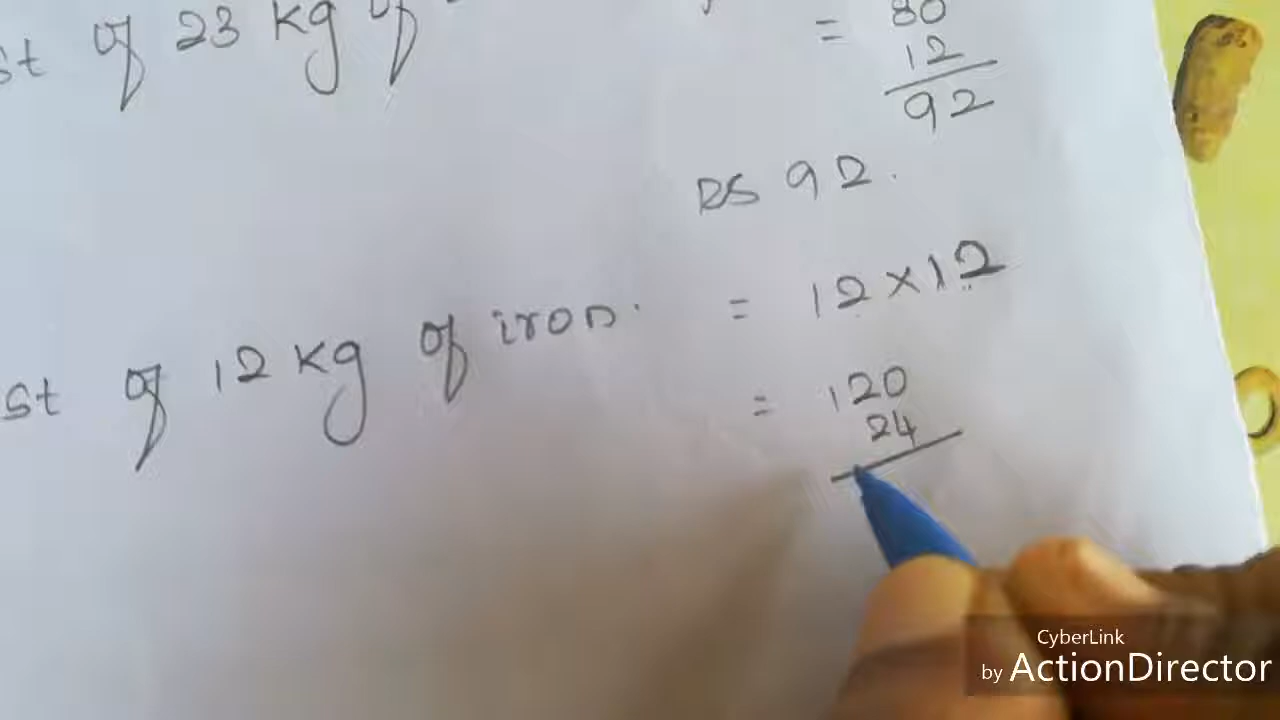 st of 23 kg of
= 80
12
92
RS 92.
st of 12 kg of iron. = 12×12
= 120
24
CyberLink
by ActionDirector